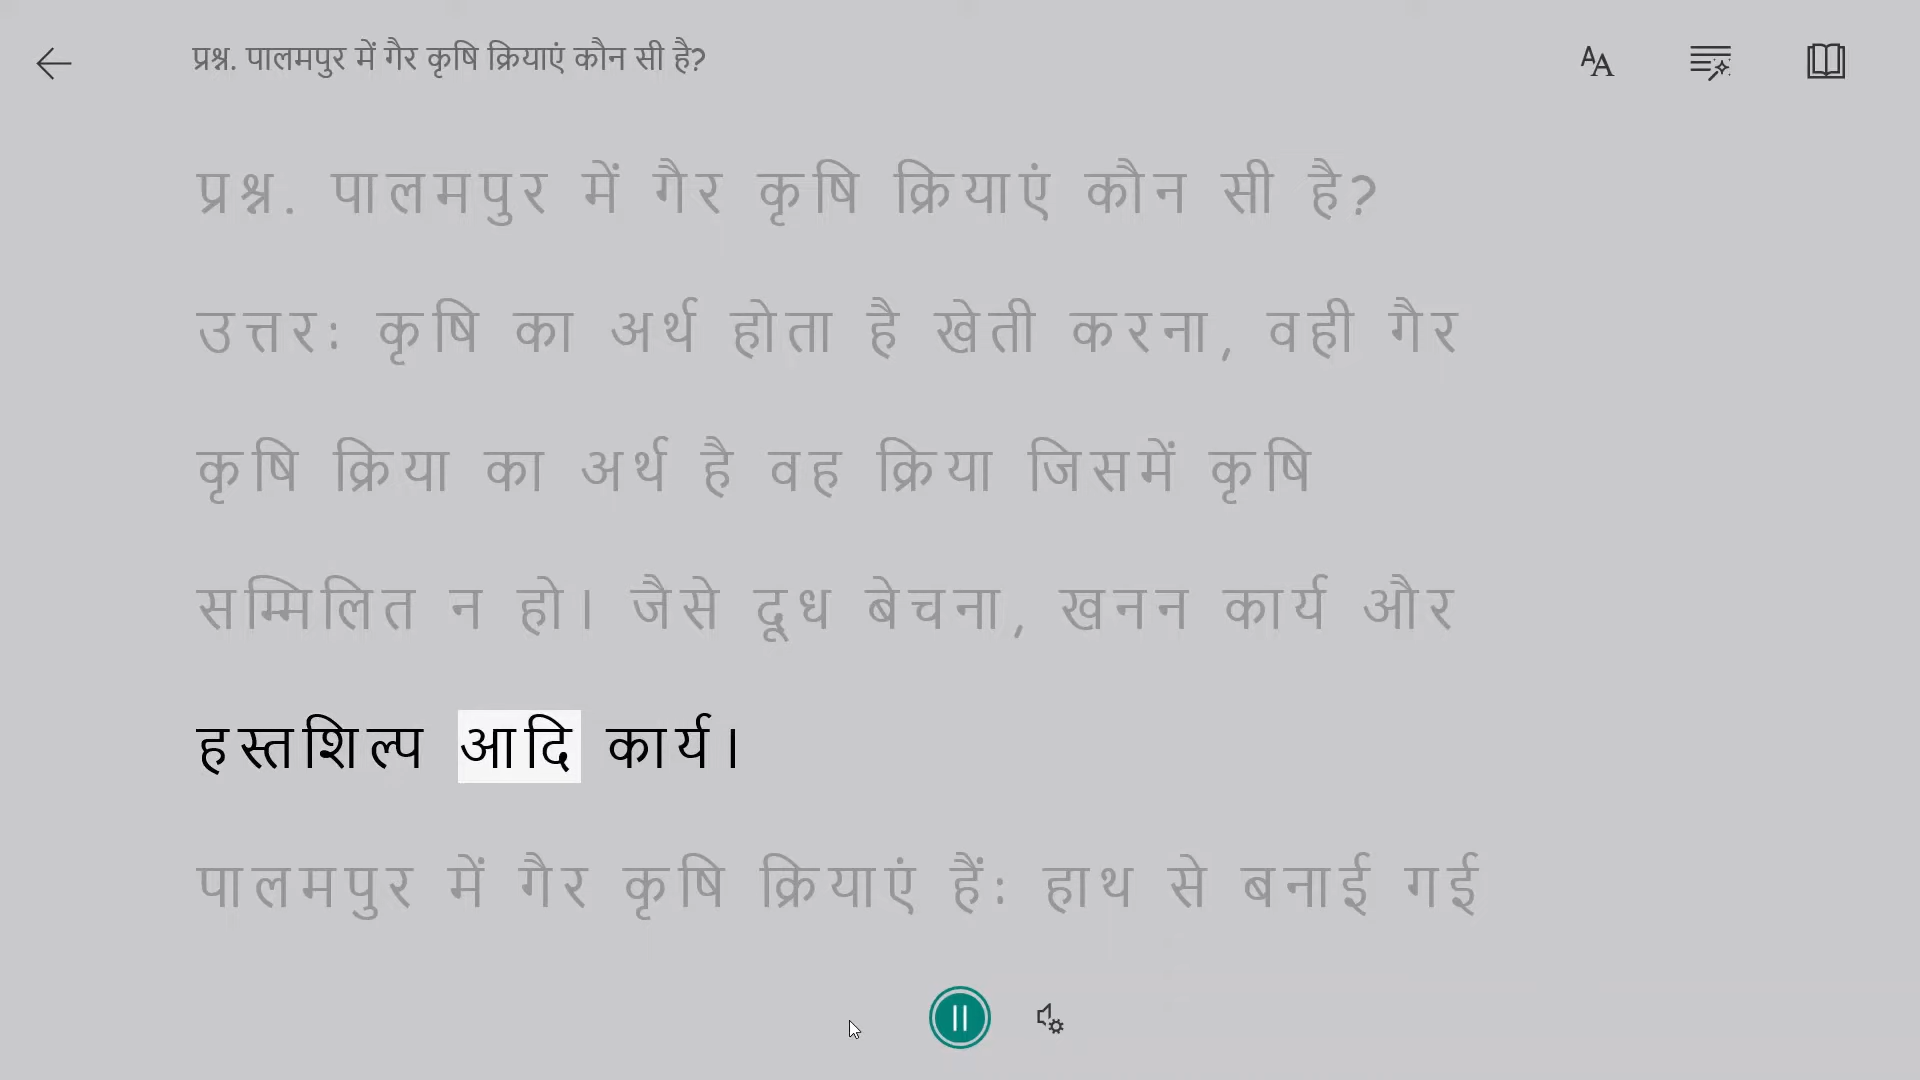 प्रश्न. पालमपुर में गैर कृषि क्रियाएं कौन सी है?
प्रश्न. पालमपुर में गैर कृषि क्रियाएं कौन सी है?
उत्तर: कृषि का अर्थ होता है खेती करना, वही गैर
कृषि क्रिया का अर्थ है वह क्रिया जिसमें कृषि
सम्मिलित न हो। जैसे दूध बेचना, खनन कार्य और
हस्तशिल्प आदि कार्य।
पालमपुर में गैर कृषि क्रियाएं हैं: हाथ से बनाई गई